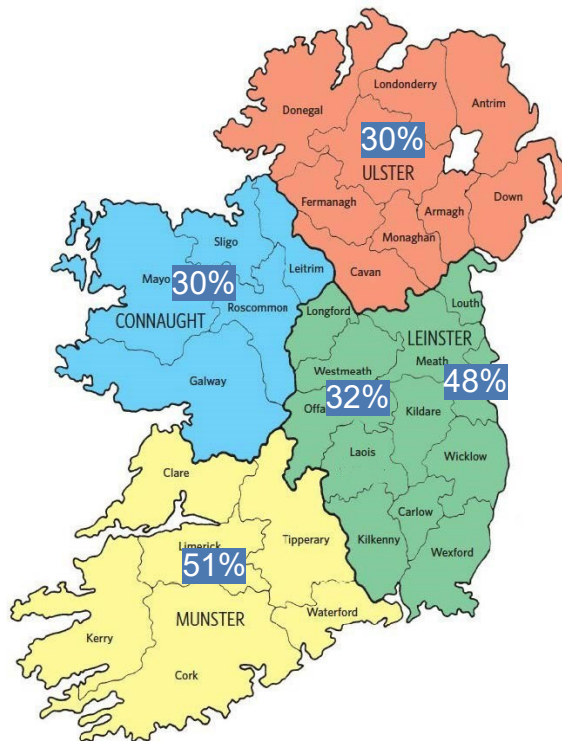 Londonderry
Antrim
Donegal
30%
ULSTER
Fermanagh
Down
Armagh
Monaghan
Sligo
Cavan
Leitrim
Mayo
30%
Roscommon
Longford
Louth
CONNAUGHT
LEINSTER
Meath
Westmeath
48%
Galway
32%
Offa
Kildare
Laois
Wicklow
Clare
Carlow
Tipperary
Kilkenny
Limerick
Wexford
51%
Waterford
MUNSTER
Kerry
Cork